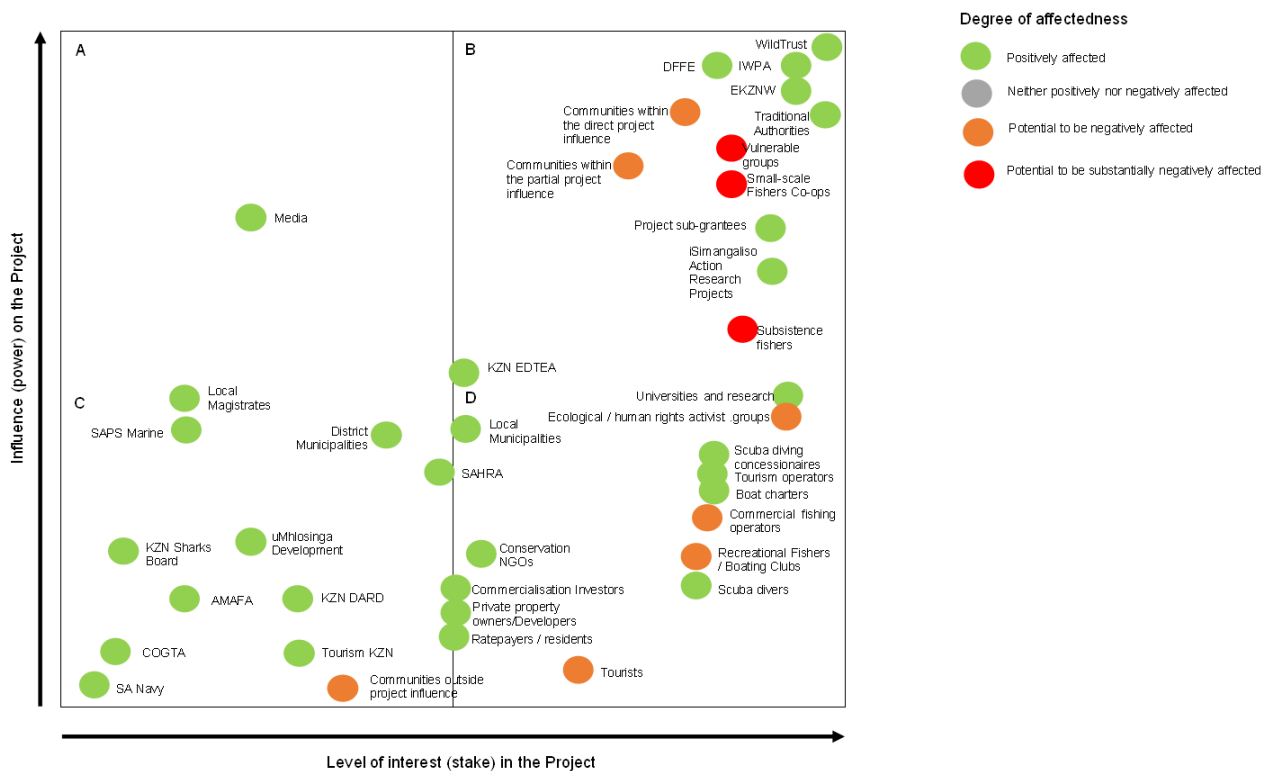 Degree of affectedness
Positively affected
Neither positively nor negatively affected
Potential to be negatively affected
Potential to be substantially negatively affected
Influence (power) on the Project
A
B
WildTrust
DFFE
IWPA
EKZNW
Communities within
the direct project
influence
Traditional
Authorities
Vulnerable
groups
Communities within
the partial project
influence
Small-scale
Fishers Co-ops
Media
Project sub-grantees
iSimangaliso
Action
Research
Projects
Subsistence
fishers
KZN EDTEA
C
D
Local
Magistrates
Universities and research
Ecological / human rights activist .groups
SAPS Marine
District
Municipalities
Local
Municipalities
SAHRA
Scuba diving
concessionaires
Tourism operators
Boat charters
Commercial fishing
operators
KZN Sharks
Board
uMhlosinga
Development
Conservation
NGOs
Recreational Fishers
/ Boating Clubs
Scuba divers
AMAFA
KZN DARD
Commercialisation Investors
Private property
owners/Developers
Ratepayers / residents
COGTA
Tourism KZN
Tourists
SA Navy
Communities outside
project influence
Level of interest (stake) in the Project